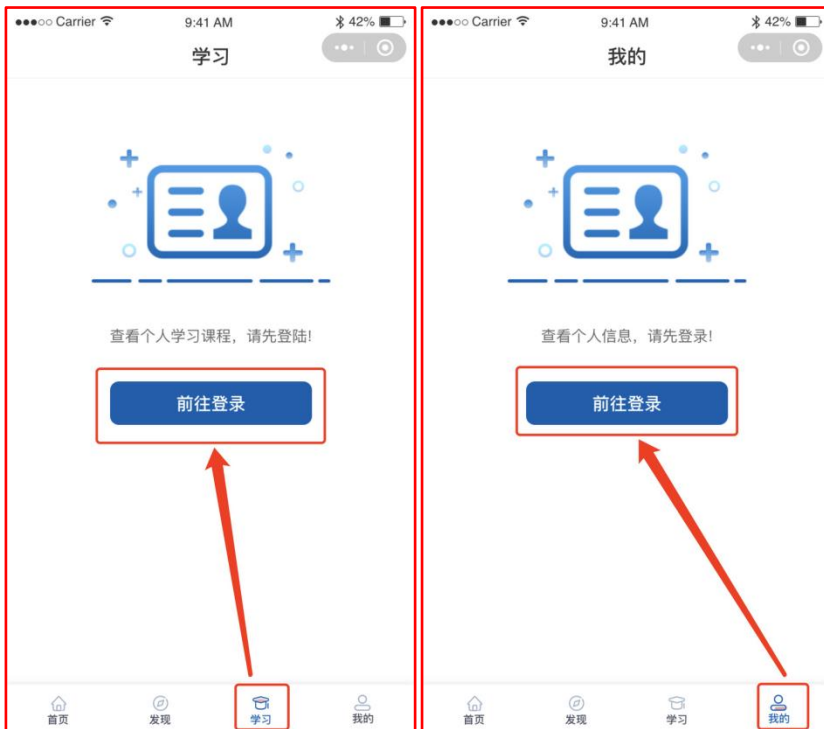 ●●●○○ Carrier 9:41 AM 42%
学习
查看个人学习课程，请先登陆!
前往登录
首页 发现 学习 我的
●●●○○ Carrier 9:41 AM 42%
我的
查看个人信息，请先登录!
前往登录
首页 发现 学习 我的